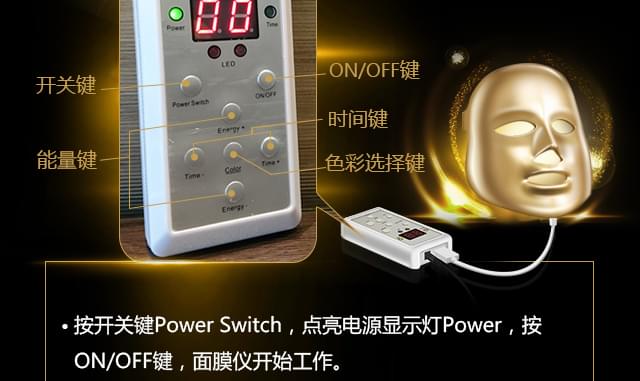 88
Power
Time
LED
开关键
ON/OFF键
Power Switch
ON/OFF
时间键
Energy +
能量键
色彩选择键
Time -
Color
Time +
Energy -
• 按开关键Power Switch，点亮电源显示灯Power，按
ON/OFF键，面膜仪开始工作。